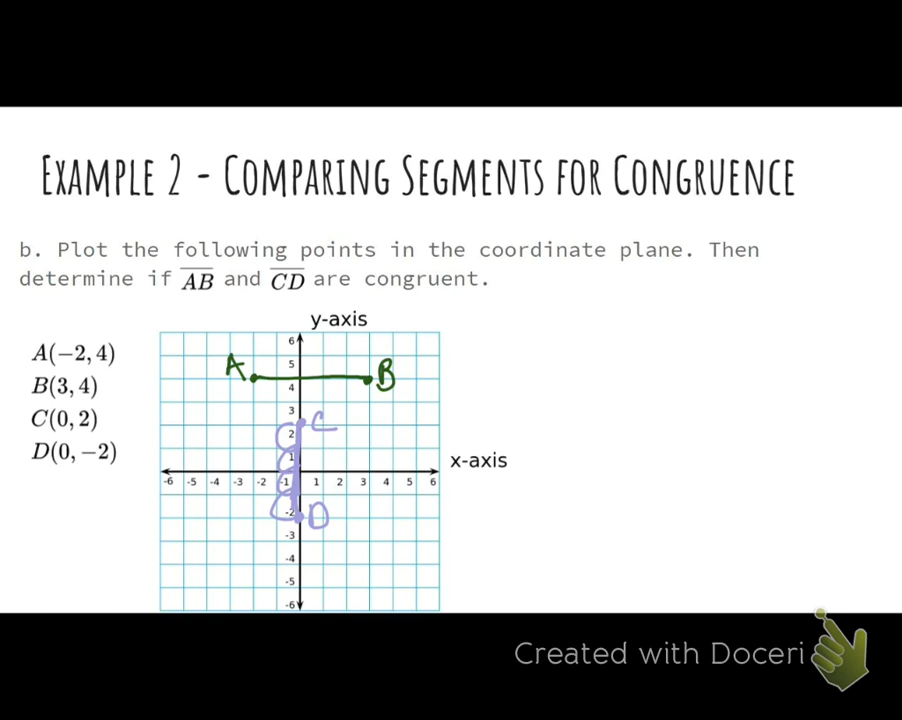 EXAMPLE 2 - COMPARING SEGMENTS FOR CONGRUENCE
b. Plot the following points in the coordinate plane. Then
determine if AB and CD are congruent.
y-axis
A(−2, 4)
B(3, 4)
C(0, 2)
D(0, −2)
6
5
A
B
4
3
C
2
1
x-axis
-6 -5 -4 -3 -2 -1 1 2 3 4 5 6
-2
D
-3
-4
-5
-6
Created with Doceri